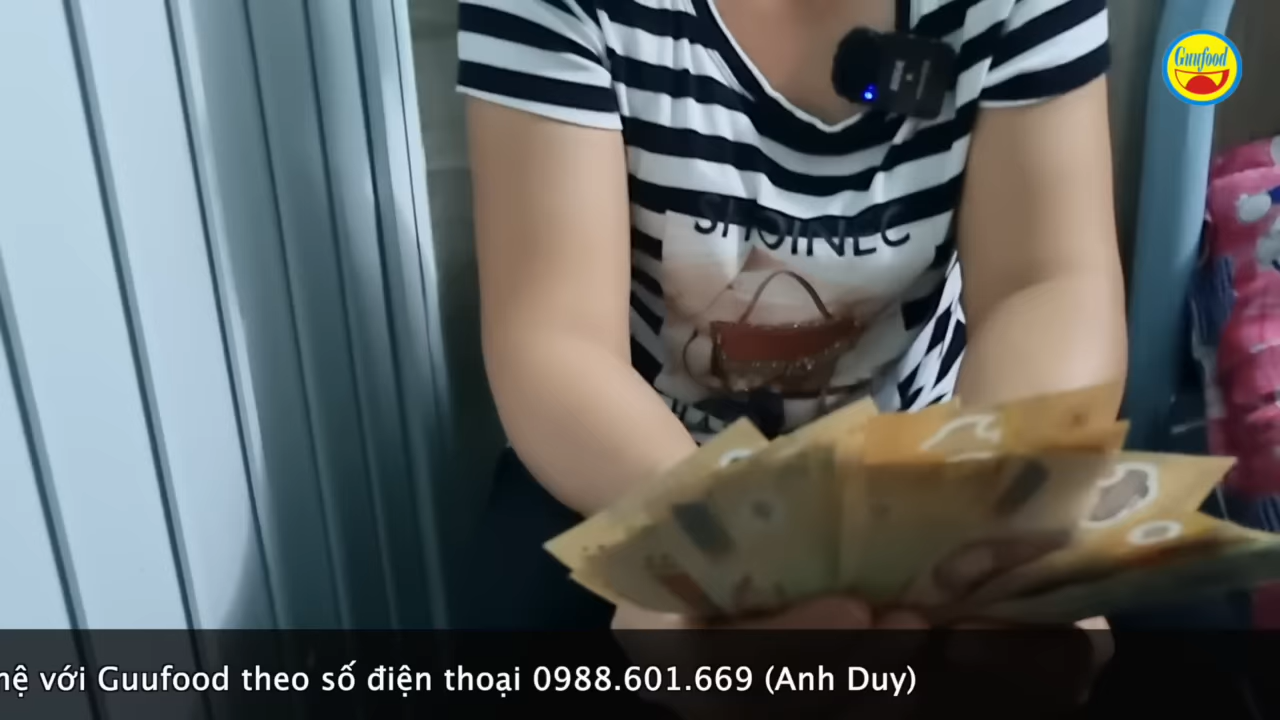 Guufood
SHOINEC
hệ với Guufood theo số điện thoại 0988.601.669 (Anh Duy)